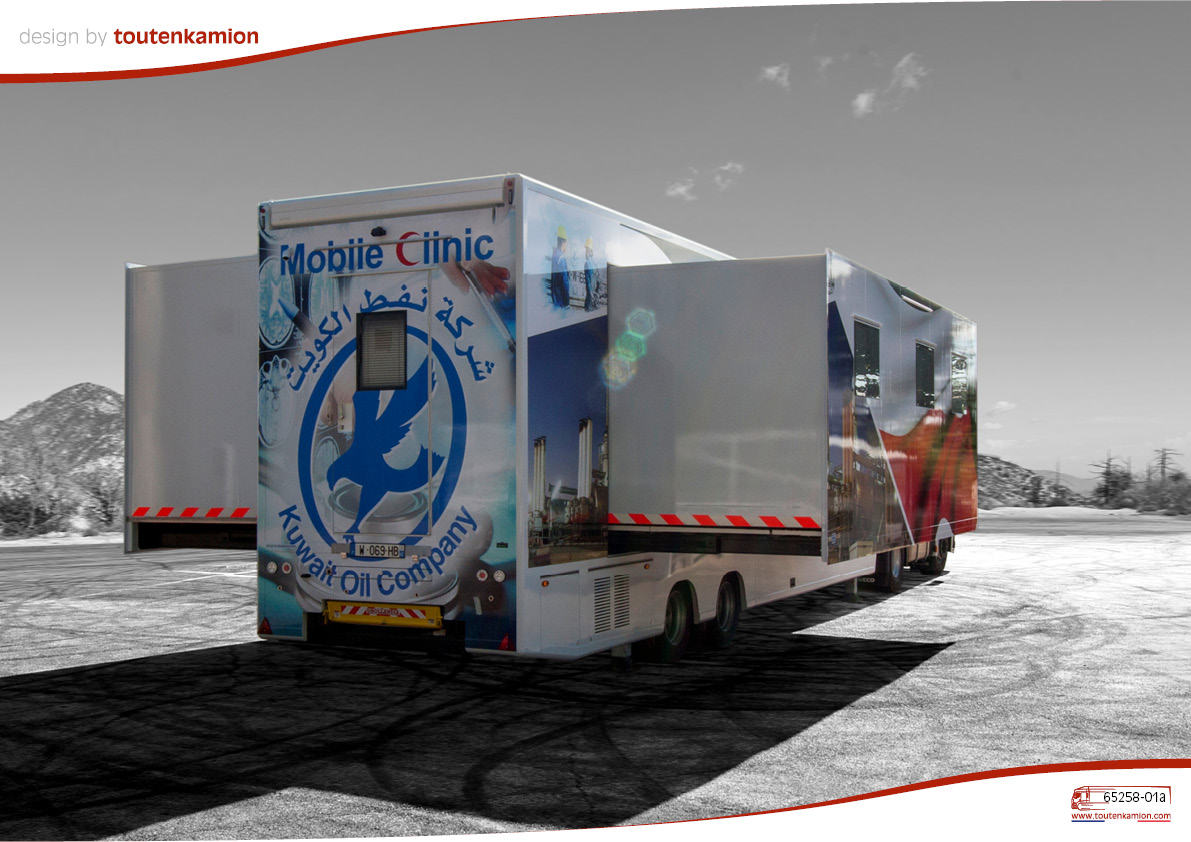 design by toutenkamion
Mobile Clinic
شركة نفط الكويت
W-069-HB
Kuwait Oil Company
65258-01a
www.toutenkamion.com